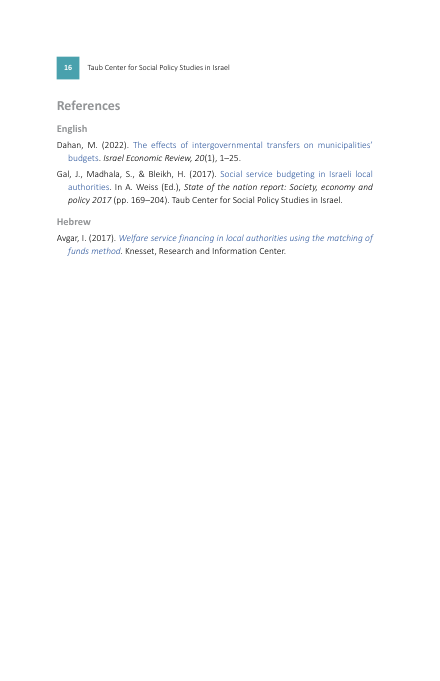 16 Taub Center for Social Policy Studies in Israel
References
English
Dahan, M. (2022). The effects of intergovernmental transfers on municipalities'
budgets. Israel Economic Review, 20(1), 1–25.
Gal, J., Madhala, S., & Bleikh, H. (2017). Social service budgeting in Israeli local
authorities. In A. Weiss (Ed.), State of the nation report: Society, economy and
policy 2017 (pp. 169–204). Taub Center for Social Policy Studies in Israel.
Hebrew
Avgar, I. (2017). Welfare service financing in local authorities using the matching of
funds method. Knesset, Research and Information Center.